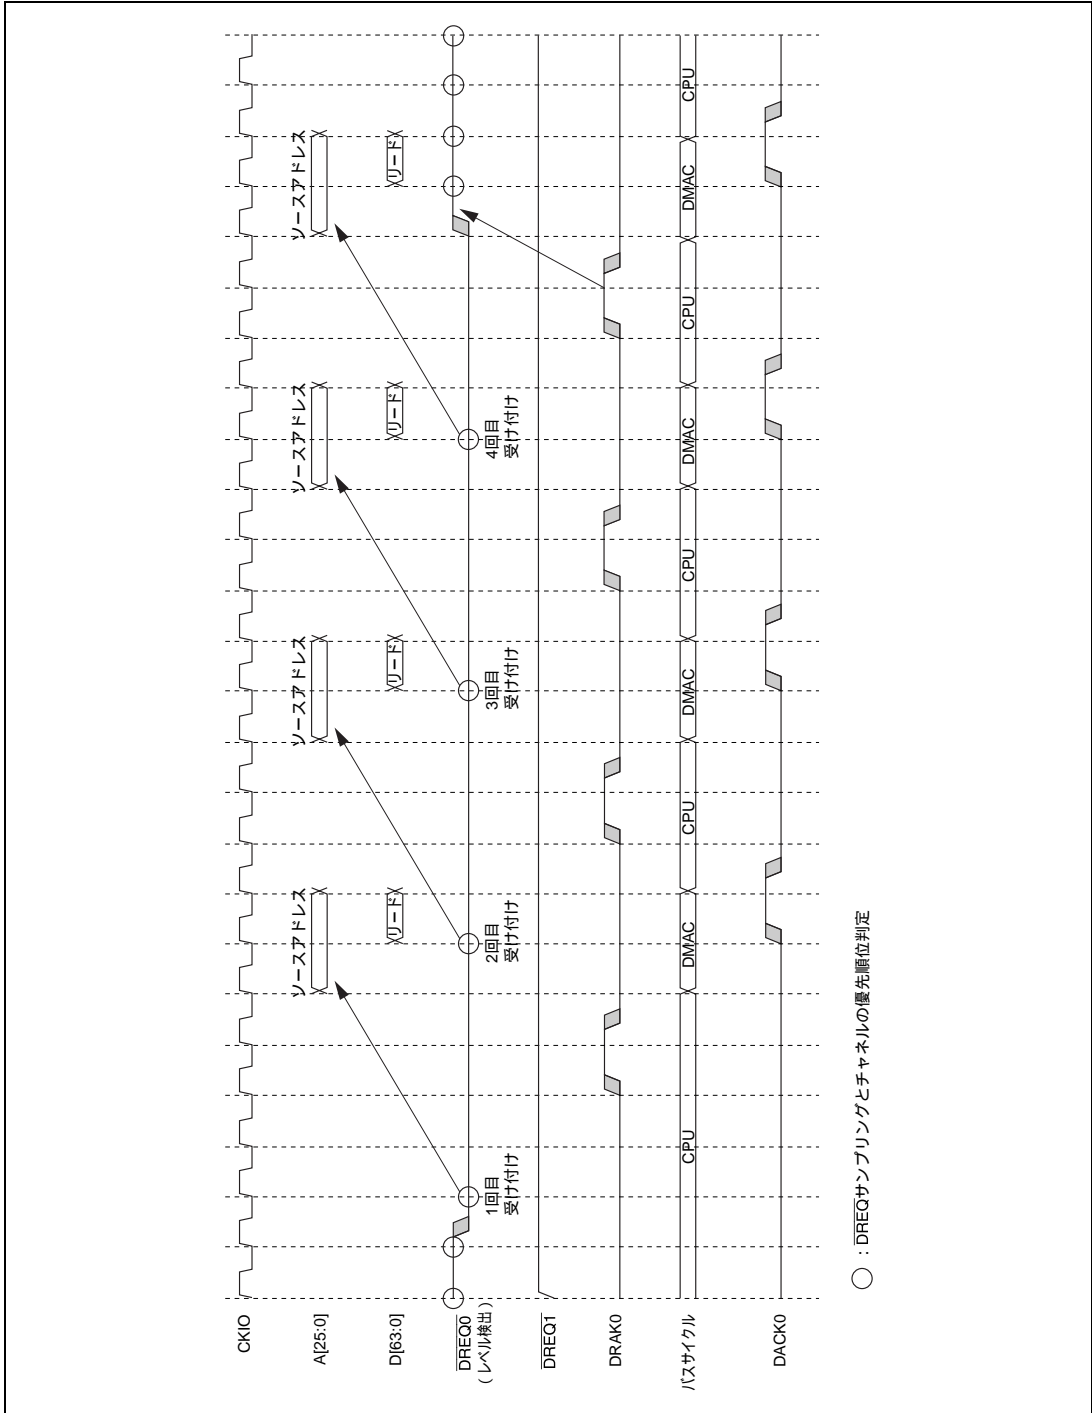 CKIO
A[25:0]
ソースアドレス
ソースアドレス
ソースアドレス
ソースアドレス
D[63:0]
リード
リード
リード
リード
DREQ0
(レベル検出)
1回目
受け付け
2回目
受け付け
3回目
受け付け
4回目
受け付け
DREQ1
DRAK0
バスサイクル
CPU
DMAC
CPU
DMAC
CPU
DMAC
CPU
DMAC
CPU
DACK0
○ : DREQサンプリングとチャネルの優先順位判定